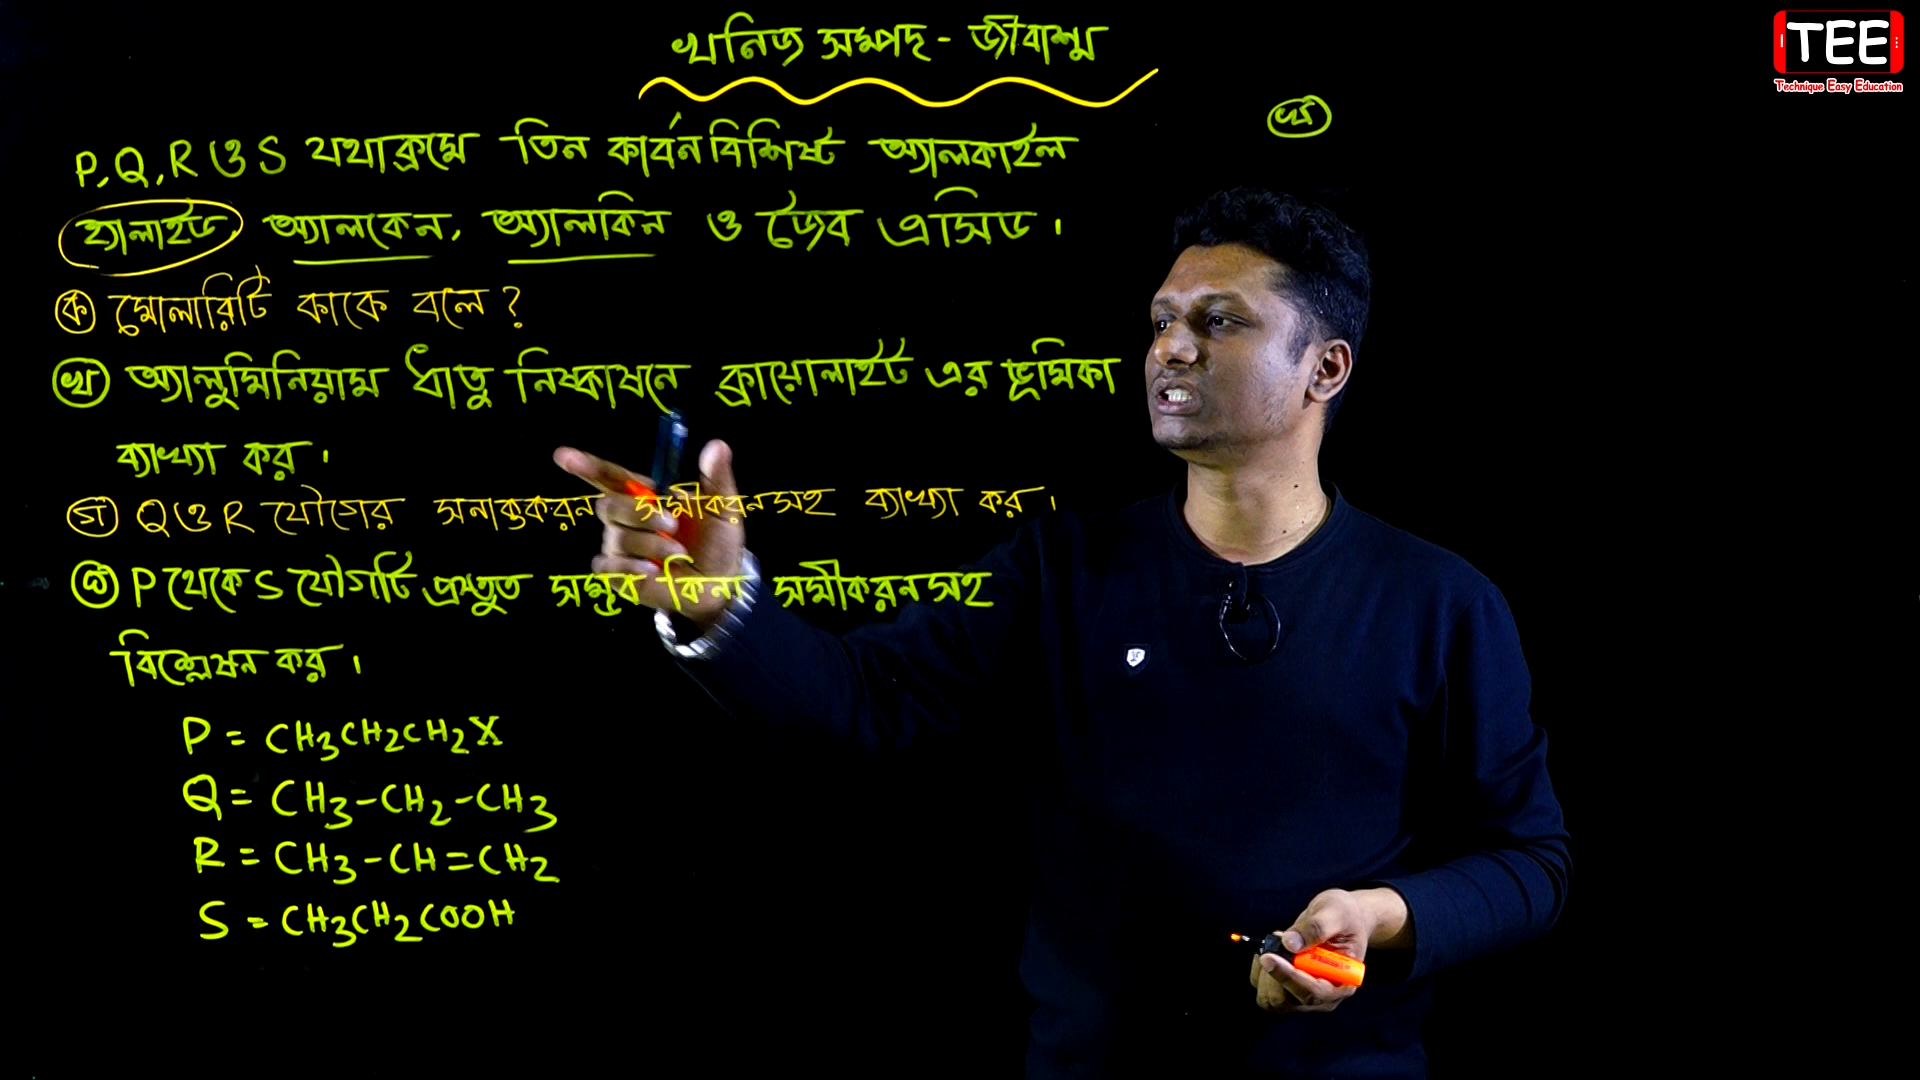 খনিজ সম্পদ - জীবাশ্ম
TEE
Technique Easy Education
খ
P, Q, R ও S যথাক্রমে তিন কার্বন বিশিষ্ট অ্যালকাইল
হ্যালাইড অ্যালকেন, অ্যালকিন ও জৈব এসিড।
ক মোলারিটি কাকে বলে?
খ অ্যালুমিনিয়াম ধাতু নিষ্কাষনে ক্রায়োলাইট এর ভূমিকা
ব্যাখ্যা কর।
গ Q ও R যৌগের সনাক্তকরন সমীকরনসহ ব্যাখ্যা কর।
ঘ P থেকে S যৌগটি প্রস্তুত সম্ভব কিনা সমীকরনসহ
বিশ্লেষন কর।
P = CH3CH2CH2X
Q = CH3-CH2-CH3
R = CH3-CH=CH2
S = CH3CH2COOH